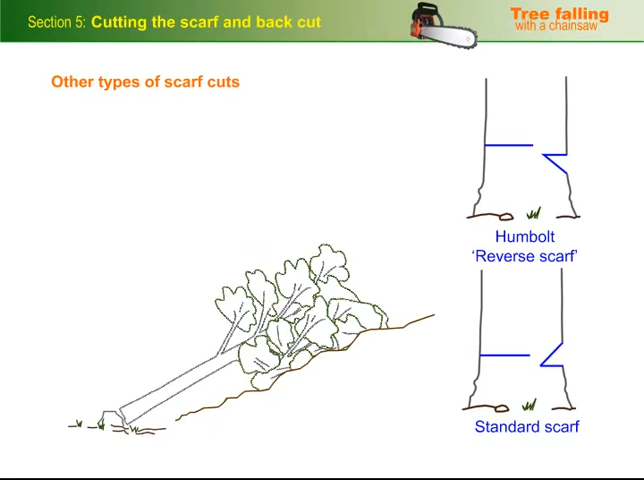 Section 5: Cutting the scarf and back cut
Tree falling
with a chainsaw
Other types of scarf cuts
Humbolt
'Reverse scarf'
Standard scarf